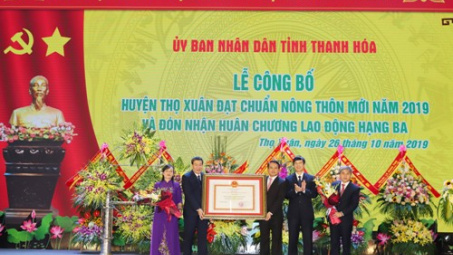 ỦY BAN NHÂN DÂN TỈNH THANH HÓA
LỄ CÔNG BỐ
HUYỆN THỌ XUÂN ĐẠT CHUẨN NÔNG THÔN MỚI NĂM 2019
VÀ ĐÓN NHẬN HUÂN CHƯƠNG LAO ĐỘNG HẠNG BA
Thọ Xuân, ngày 26 tháng 10 năm 2019